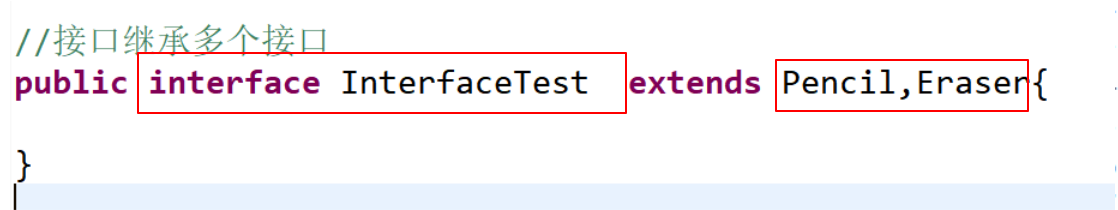 //接口继承多个接口
public interface InterfaceTest extends Pencil,Eraser{
}